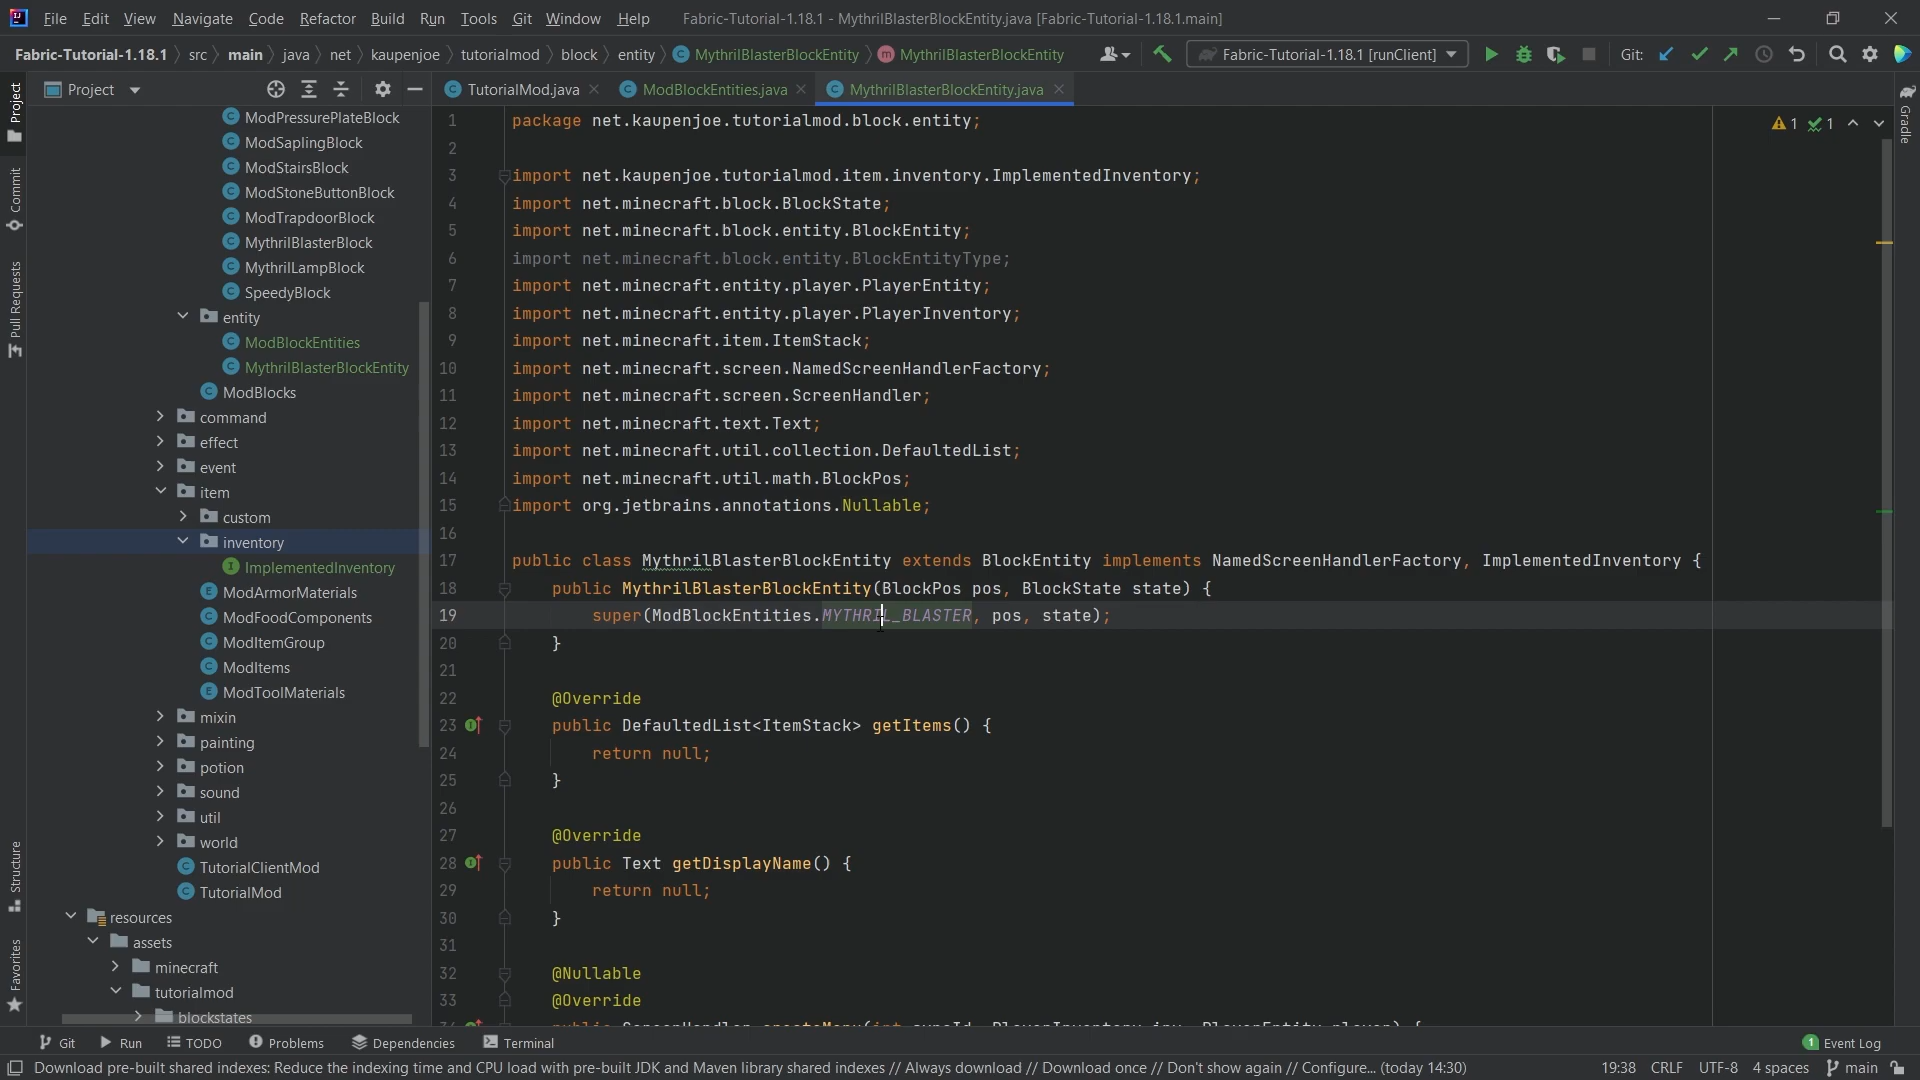 File Edit View Navigate Code Refactor Build Run Tools Git Window Help Fabric-Tutorial-1.18.1 - MythrilBlasterBlockEntity.java [Fabric-Tutorial-1.18.1.main]
Fabric-Tutorial-1.18.1 src main java net kaupenjoe tutorialmod block entity MythrilBlasterBlockEntity MythrilBlasterBlockEntity Fabric-Tutorial-1.18.1 [runClient] Git:
Project
TutorialMod.java ModBlockEntities.java MythrilBlasterBlockEntity.java
Project
Commit
Pull Requests
Structure
Favorites
Gradle
ModPressurePlateBlock
ModSaplingBlock
ModStairsBlock
ModStoneButtonBlock
ModTrapdoorBlock
MythrilBlasterBlock
MythrilLampBlock
SpeedyBlock
entity
ModBlockEntities
MythrilBlasterBlockEntity
ModBlocks
command
effect
event
item
custom
inventory
ImplementedInventory
ModArmorMaterials
ModFoodComponents
ModItemGroup
ModItems
ModToolMaterials
mixin
painting
potion
sound
util
world
TutorialClientMod
TutorialMod
resources
assets
minecraft
tutorialmod
blockstates
1 1
1 package net.kaupenjoe.tutorialmod.block.entity;
2
3 import net.kaupenjoe.tutorialmod.item.inventory.ImplementedInventory;
4 import net.minecraft.block.BlockState;
5 import net.minecraft.block.entity.BlockEntity;
6 import net.minecraft.block.entity.BlockEntityType;
7 import net.minecraft.entity.player.PlayerEntity;
8 import net.minecraft.entity.player.PlayerInventory;
9 import net.minecraft.item.ItemStack;
10 import net.minecraft.screen.NamedScreenHandlerFactory;
11 import net.minecraft.screen.ScreenHandler;
12 import net.minecraft.text.Text;
13 import net.minecraft.util.collection.DefaultedList;
14 import net.minecraft.util.math.BlockPos;
15 import org.jetbrains.annotations.Nullable;
16
17 public class MythrilBlasterBlockEntity extends BlockEntity implements NamedScreenHandlerFactory, ImplementedInventory {
18 public MythrilBlasterBlockEntity(BlockPos pos, BlockState state) {
19 super(ModBlockEntities.MYTHRIL_BLASTER, pos, state);
20 }
21
22 @Override
23 public DefaultedList<ItemStack> getItems() {
24 return null;
25 }
26
27 @Override
28 public Text getDisplayName() {
29 return null;
30 }
31
32 @Nullable
33 @Override
Git Run TODO Problems Dependencies Terminal 1 Event Log
Download pre-built shared indexes: Reduce the indexing time and CPU load with pre-built JDK and Maven library shared indexes // Always download // Download once // Don't show again // Configure... (today 14:30) 19:38 CRLF UTF-8 4 spaces main